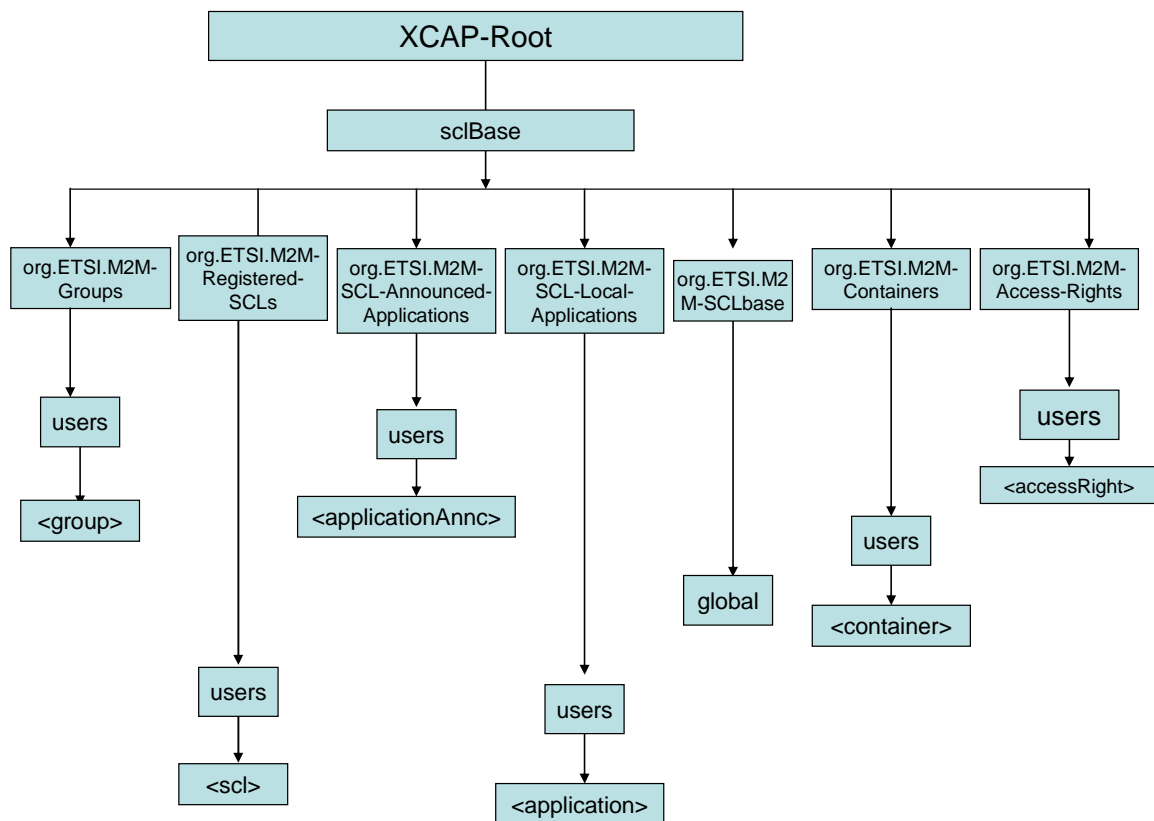 XCAP-Root
sclBase
org.ETSI.M2M-
Groups
org.ETSI.M2M-
Registered-
SCLs
org.ETSI.M2M-
SCL-Announced-
Applications
org.ETSI.M2M-
SCL-Local-
Applications
org.ETSI.M2
M-SCLbase
org.ETSI.M2M-
Containers
org.ETSI.M2M-
Access-Rights
users
<group>
users
<scl>
users
<applicationAnnc>
users
<application>
global
users
<container>
users
<accessRight>